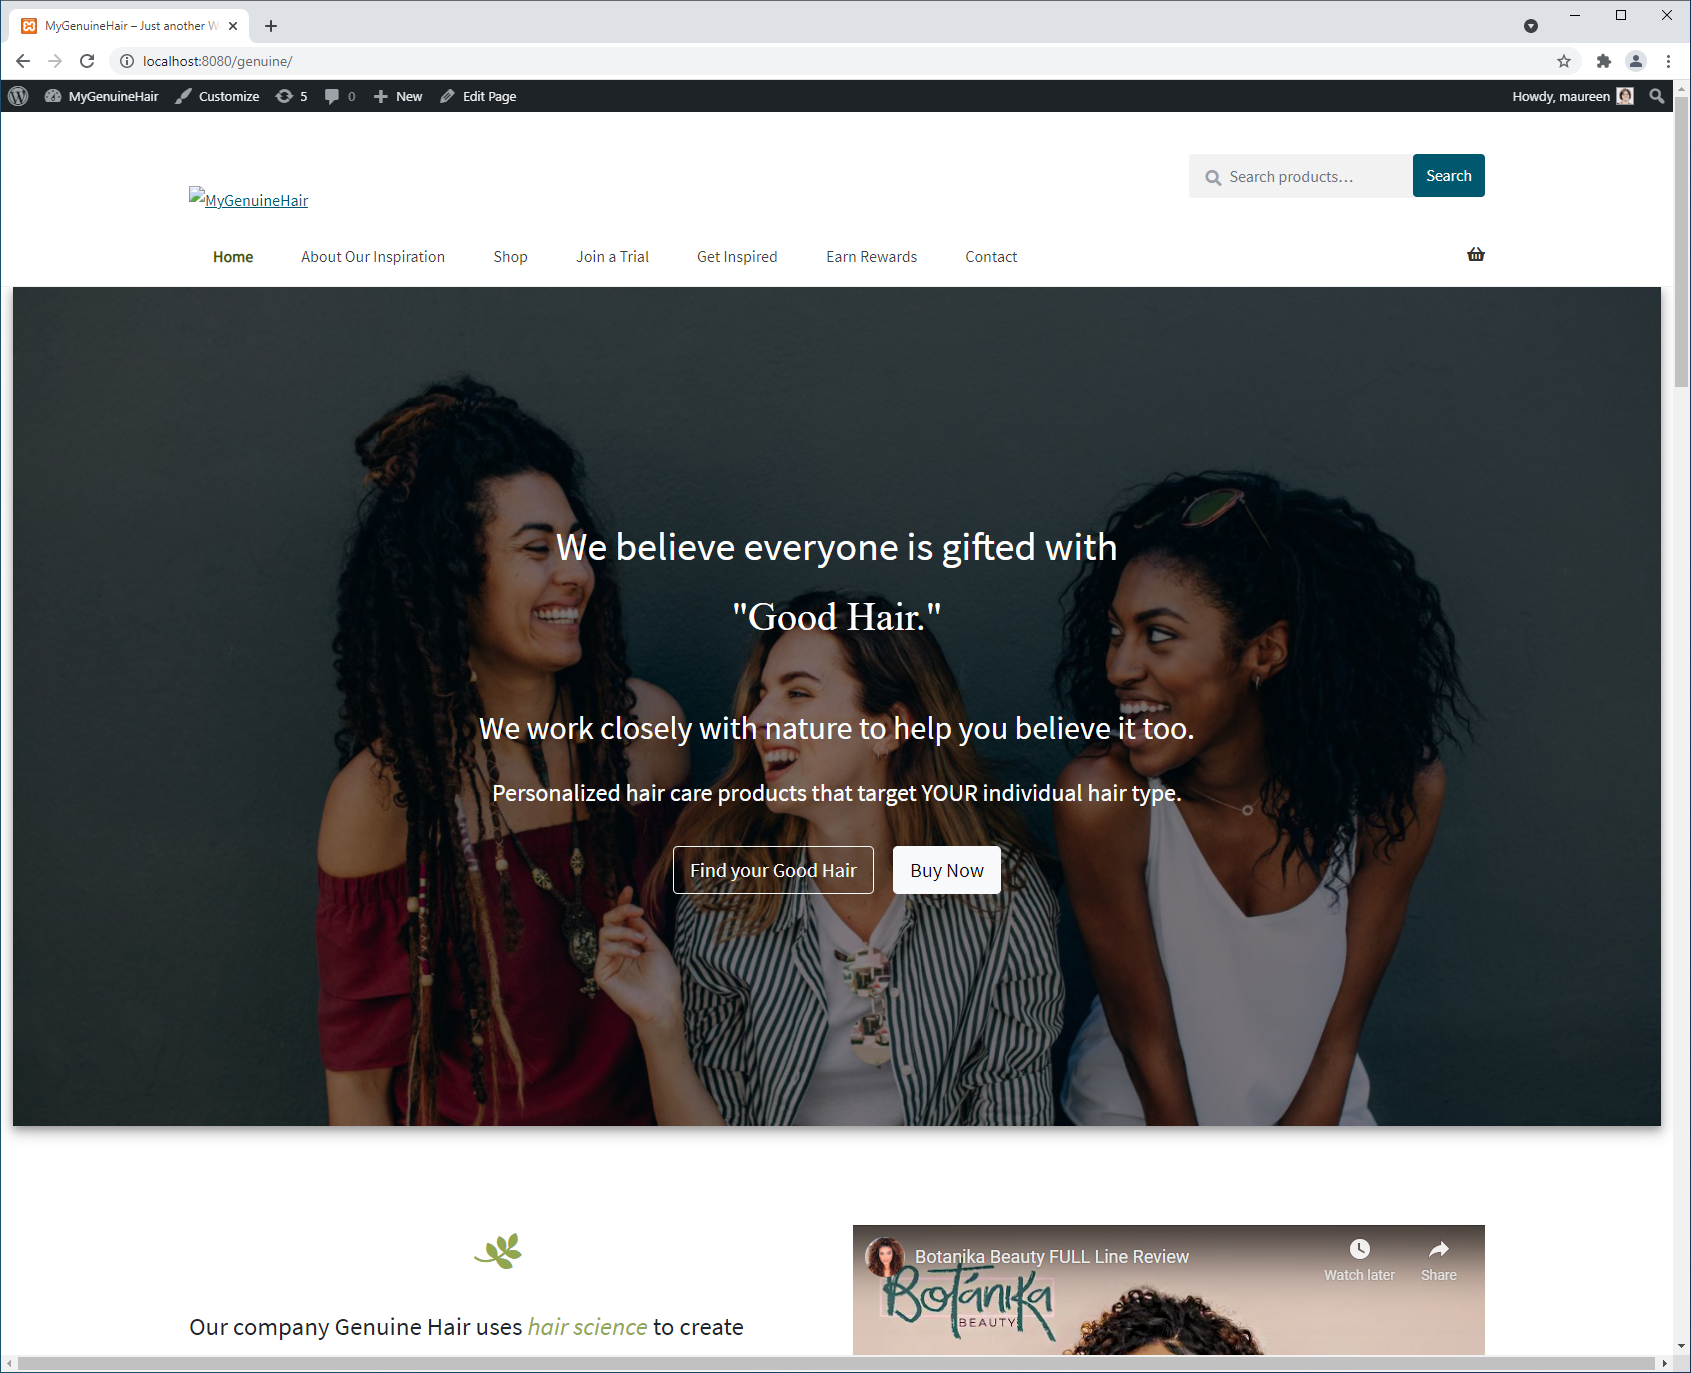 MyGenuineHair – Just another W
localhost:8080/genuine/
MyGenuineHair Customize 5 0 New Edit Page Howdy, maureen
Search products... Search
MyGenuineHair
Home About Our Inspiration Shop Join a Trial Get Inspired Earn Rewards Contact
We believe everyone is gifted with
"Good Hair."
We work closely with nature to help you believe it too.
Personalized hair care products that target YOUR individual hair type.
Find your Good Hair Buy Now
Our company Genuine Hair uses hair science to create
Botanika Beauty FULL Line Review
Watch later Share
BOTÁNIKA
BEAUTY